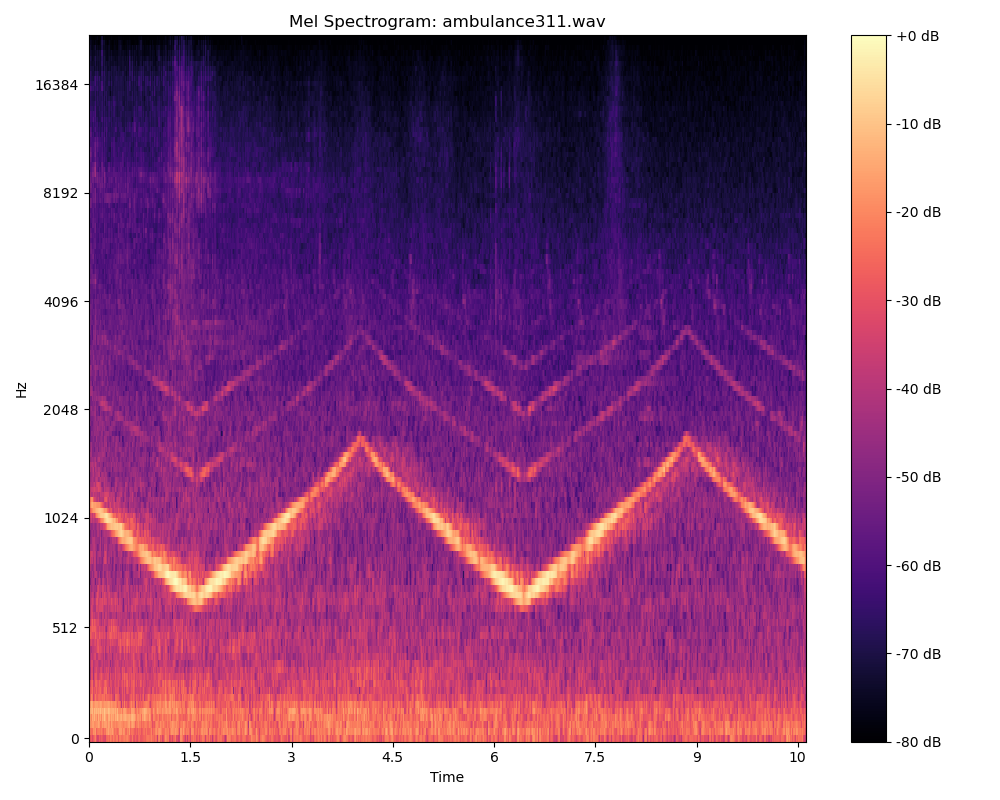 Mel Spectrogram: ambulance311.wav
+0 dB
16384
-10 dB
8192
-20 dB
4096
-30 dB
Hz
2048
-40 dB
1024
-50 dB
512
-60 dB
-70 dB
0
-80 dB
0 1.5 3 4.5 6 7.5 9 10
Time